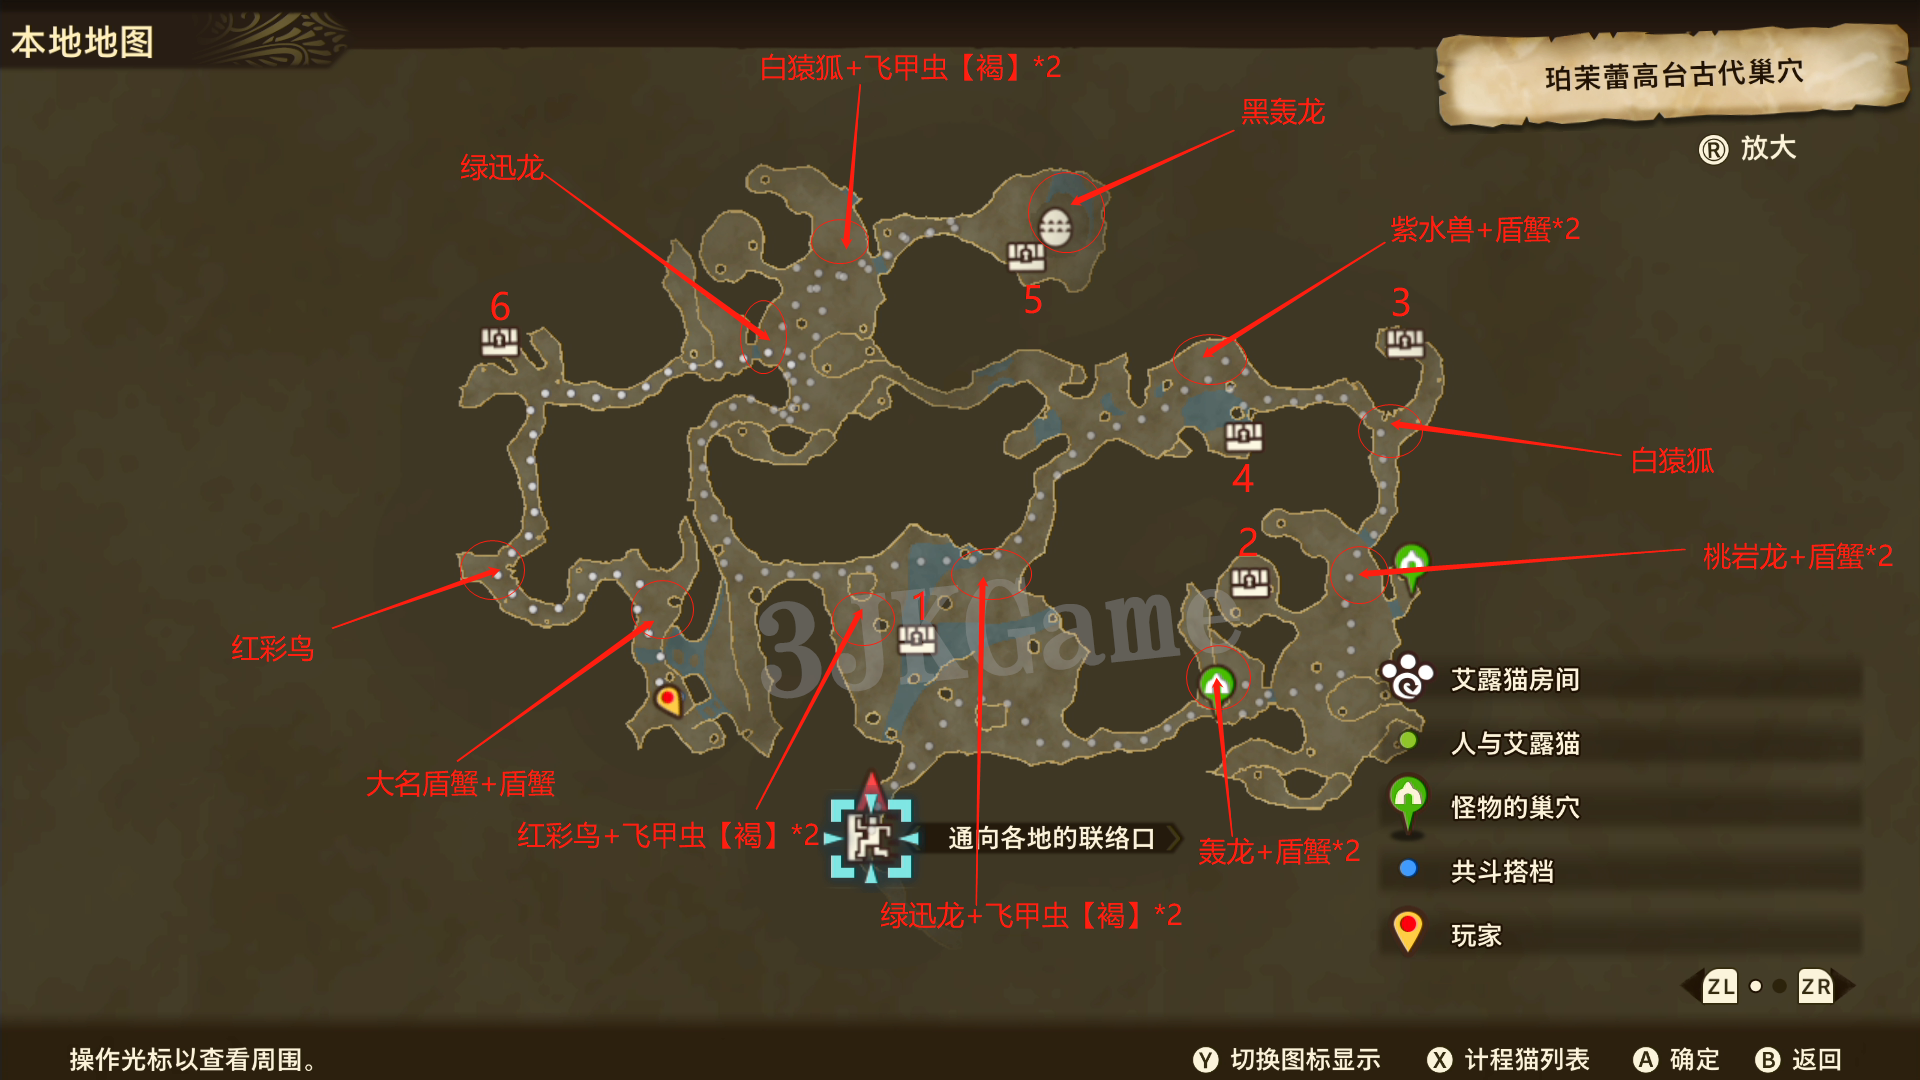 本地地图
白猿狐+飞甲虫【褐】*2
珀茉蕾高台古代巢穴
黑轰龙
R 放大
绿迅龙
紫水兽+盾蟹*2
6
5
3
白猿狐
4
2
桃岩龙+盾蟹*2
1
3JKGame
红彩鸟
艾露猫房间
人与艾露猫
大名盾蟹+盾蟹
怪物的巢穴
红彩鸟+飞甲虫【褐】*2
通向各地的联络口
轰龙+盾蟹*2
共斗搭档
绿迅龙+飞甲虫【褐】*2
玩家
ZL ZR
操作光标以查看周围。
Y 切换图标显示 X 计程猫列表 A 确定 B 返回